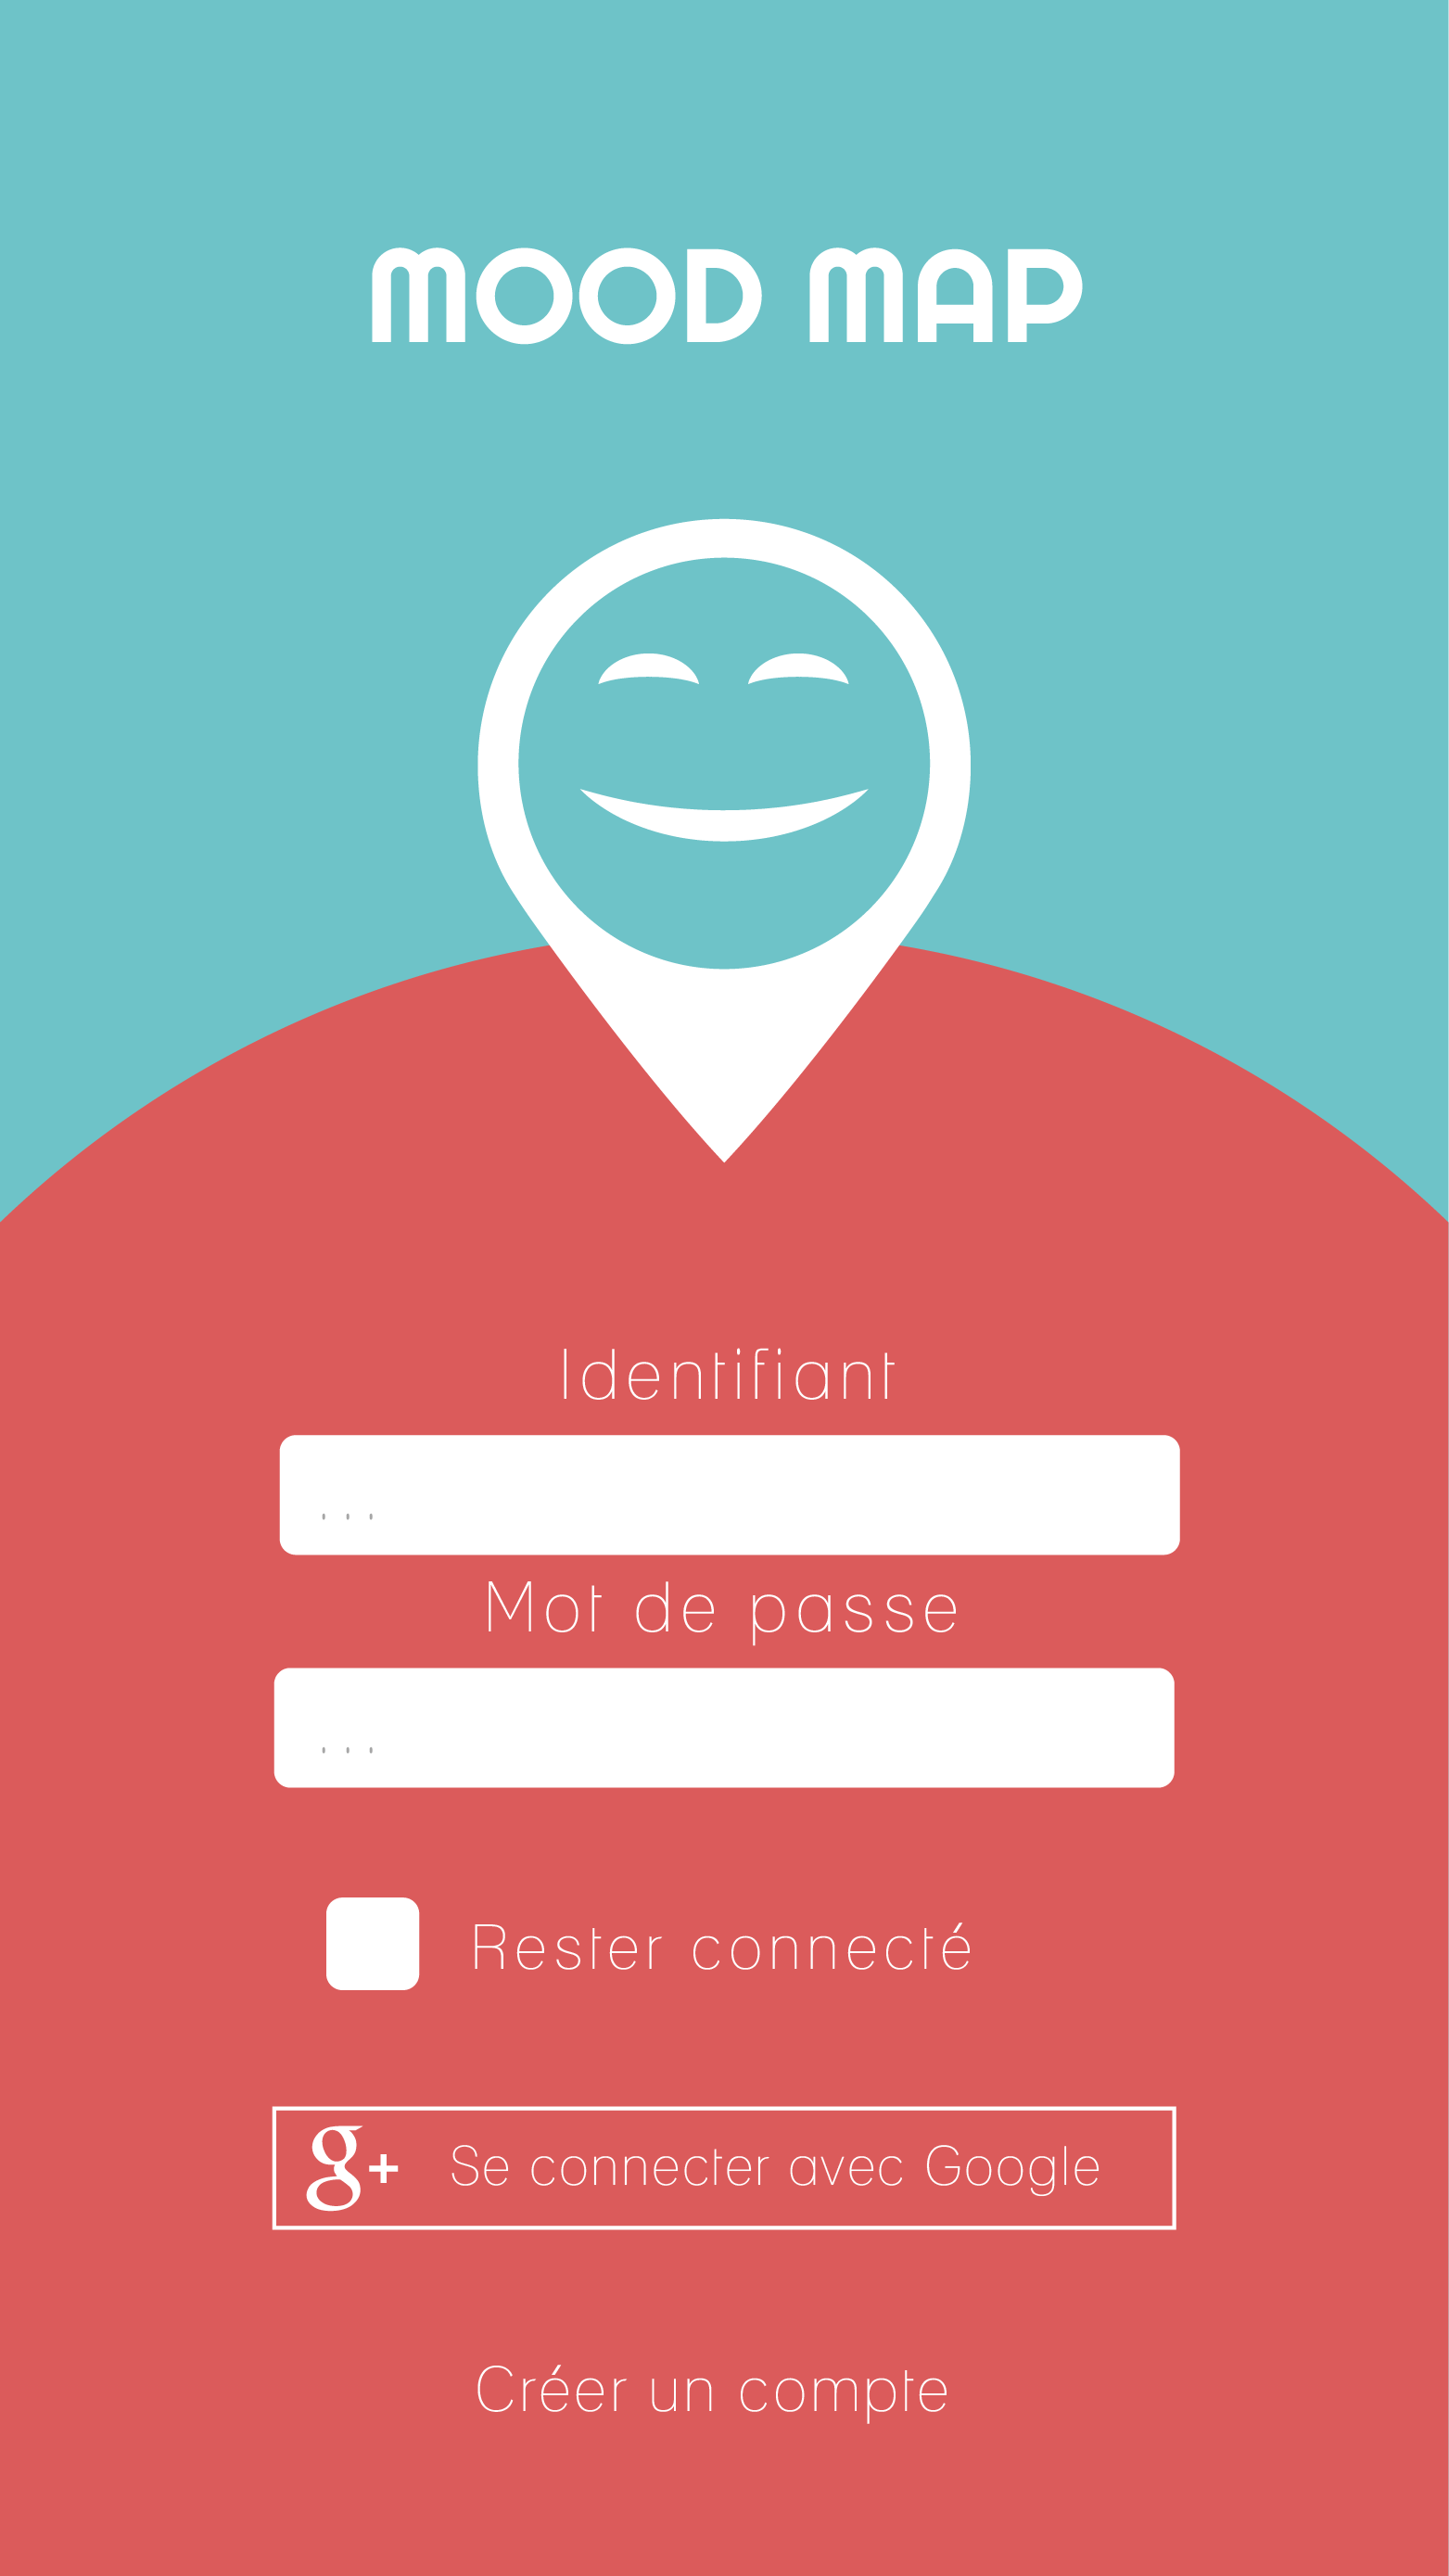 MOOD MAP
Identifiant
...
Mot de passe
...
Rester connecté
g+ Se connecter avec Google
Créer un compte